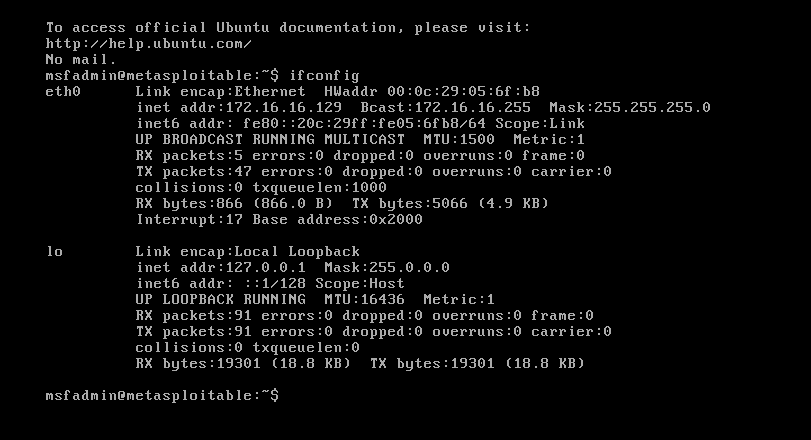 To access official Ubuntu documentation, please visit:
http://help.ubuntu.com/
No mail.
msfadmin@metasploitable:~$ ifconfig
eth0      Link encap:Ethernet  HWaddr 00:0c:29:05:6f:b8
          inet addr:172.16.16.129  Bcast:172.16.16.255  Mask:255.255.255.0
          inet6 addr: fe80::20c:29ff:fe05:6fb8/64 Scope:Link
          UP BROADCAST RUNNING MULTICAST  MTU:1500  Metric:1
          RX packets:5 errors:0 dropped:0 overruns:0 frame:0
          TX packets:47 errors:0 dropped:0 overruns:0 carrier:0
          collisions:0 txqueuelen:1000
          RX bytes:866 (866.0 B)  TX bytes:5066 (4.9 KB)
          Interrupt:17 Base address:0x2000
lo        Link encap:Local Loopback
          inet addr:127.0.0.1  Mask:255.0.0.0
          inet6 addr: ::1/128 Scope:Host
          UP LOOPBACK RUNNING  MTU:16436  Metric:1
          RX packets:91 errors:0 dropped:0 overruns:0 frame:0
          TX packets:91 errors:0 dropped:0 overruns:0 carrier:0
          collisions:0 txqueuelen:0
          RX bytes:19301 (18.8 KB)  TX bytes:19301 (18.8 KB)
msfadmin@metasploitable:~$